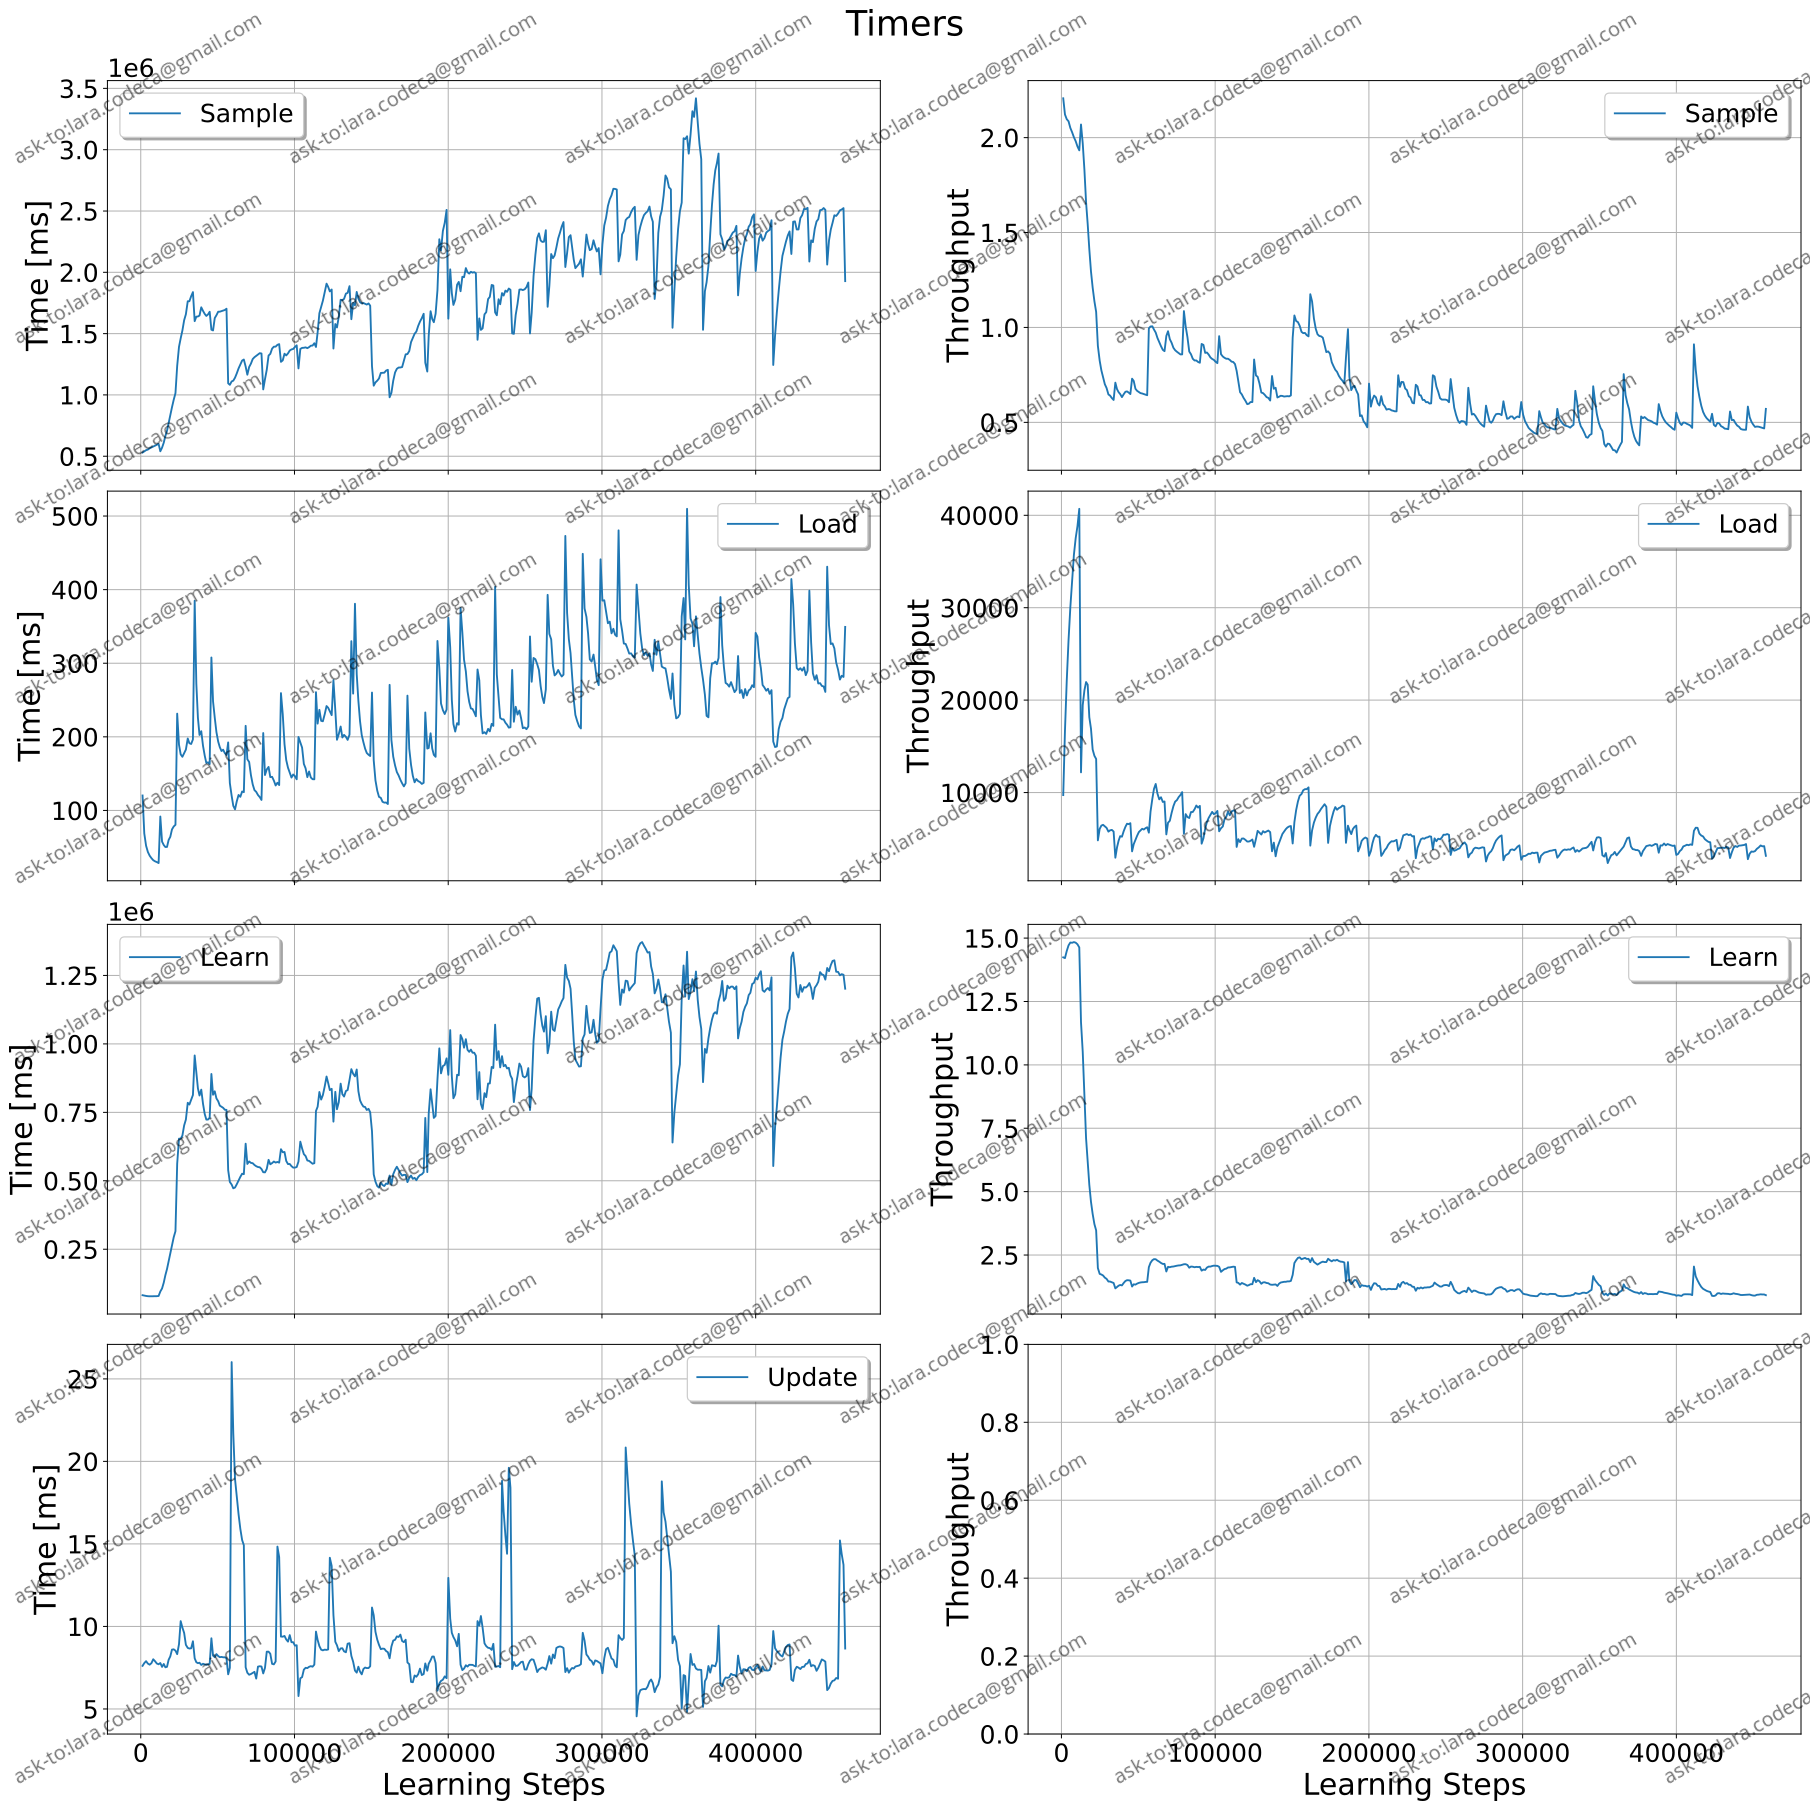 Timers
1e6
3.5
3.0
2.5
2.0
1.5
1.0
0.5
Time [ms]
Sample
2.0
1.5
1.0
0.5
Throughput
Sample
500
400
300
200
100
Time [ms]
Load
40000
30000
20000
10000
Throughput
Load
1e6
1.25
1.00
0.75
0.50
0.25
Time [ms]
Learn
15.0
12.5
10.0
7.5
5.0
2.5
Throughput
Learn
25
20
15
10
5
Time [ms]
Update
0 100000 200000 300000 400000
Learning Steps
1.0
0.8
0.6
0.4
0.2
0.0
Throughput
0 100000 200000 300000 400000
Learning Steps
ask-to:lara.codeca@gmail.com